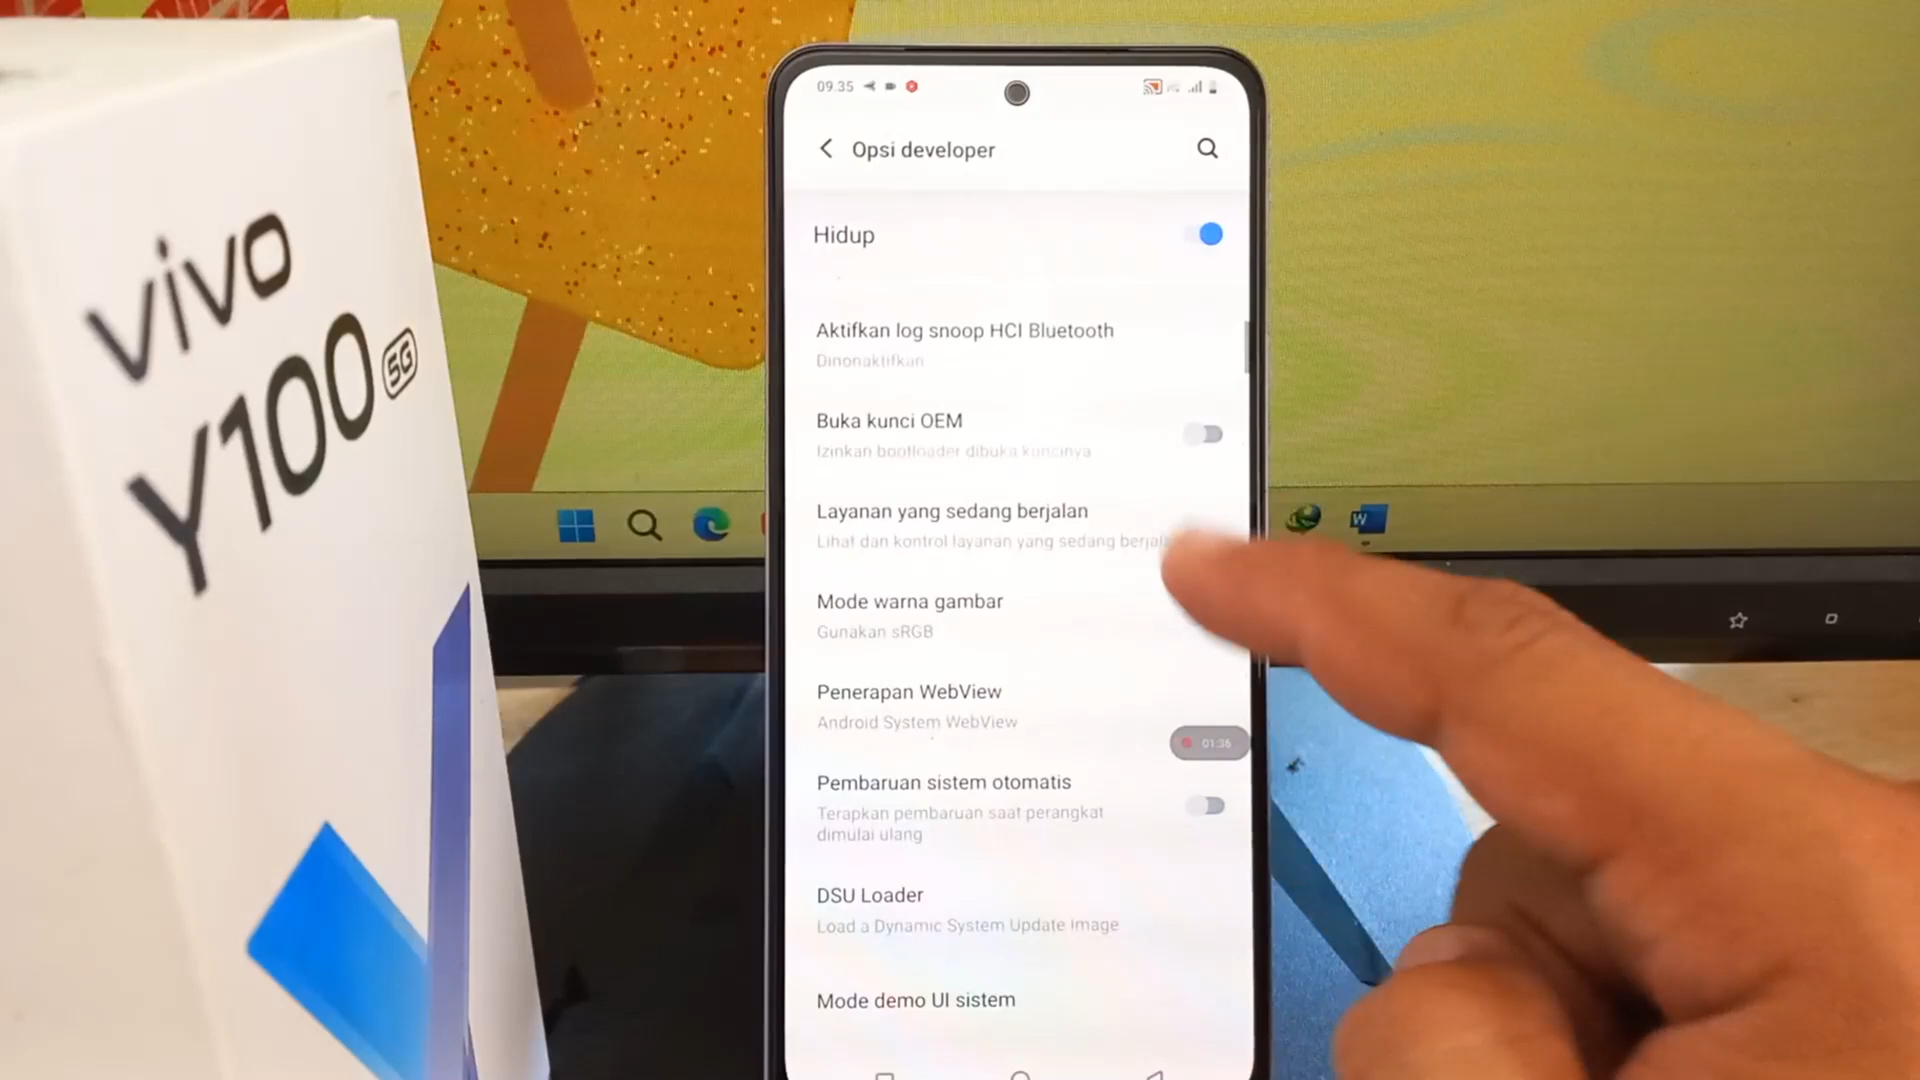 vivo
Y100 5G
09.35
Opsi developer
Hidup
Aktifkan log snoop HCI Bluetooth
Dinonaktifkan
Buka kunci OEM
Izinkan bootloader dibuka kuncinya
Layanan yang sedang berjalan
Lihat dan kontrol layanan yang sedang
Mode warna gambar
Gunakan sRGB
Penerapan WebView
Android System WebView
01:36
Pembaruan sistem otomatis
Terapkan pembaruan saat perangkat
dimulai ulang
DSU Loader
Load a Dynamic System Update Image
Mode demo UI sistem
W